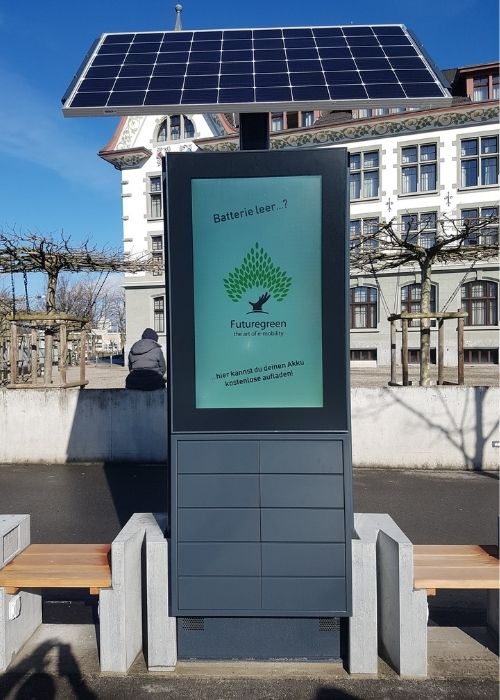 Batterie leer...?
Futuregreen
the art of e-mobility
...hier kannst du deinen Akku
kostenlose aufladen!